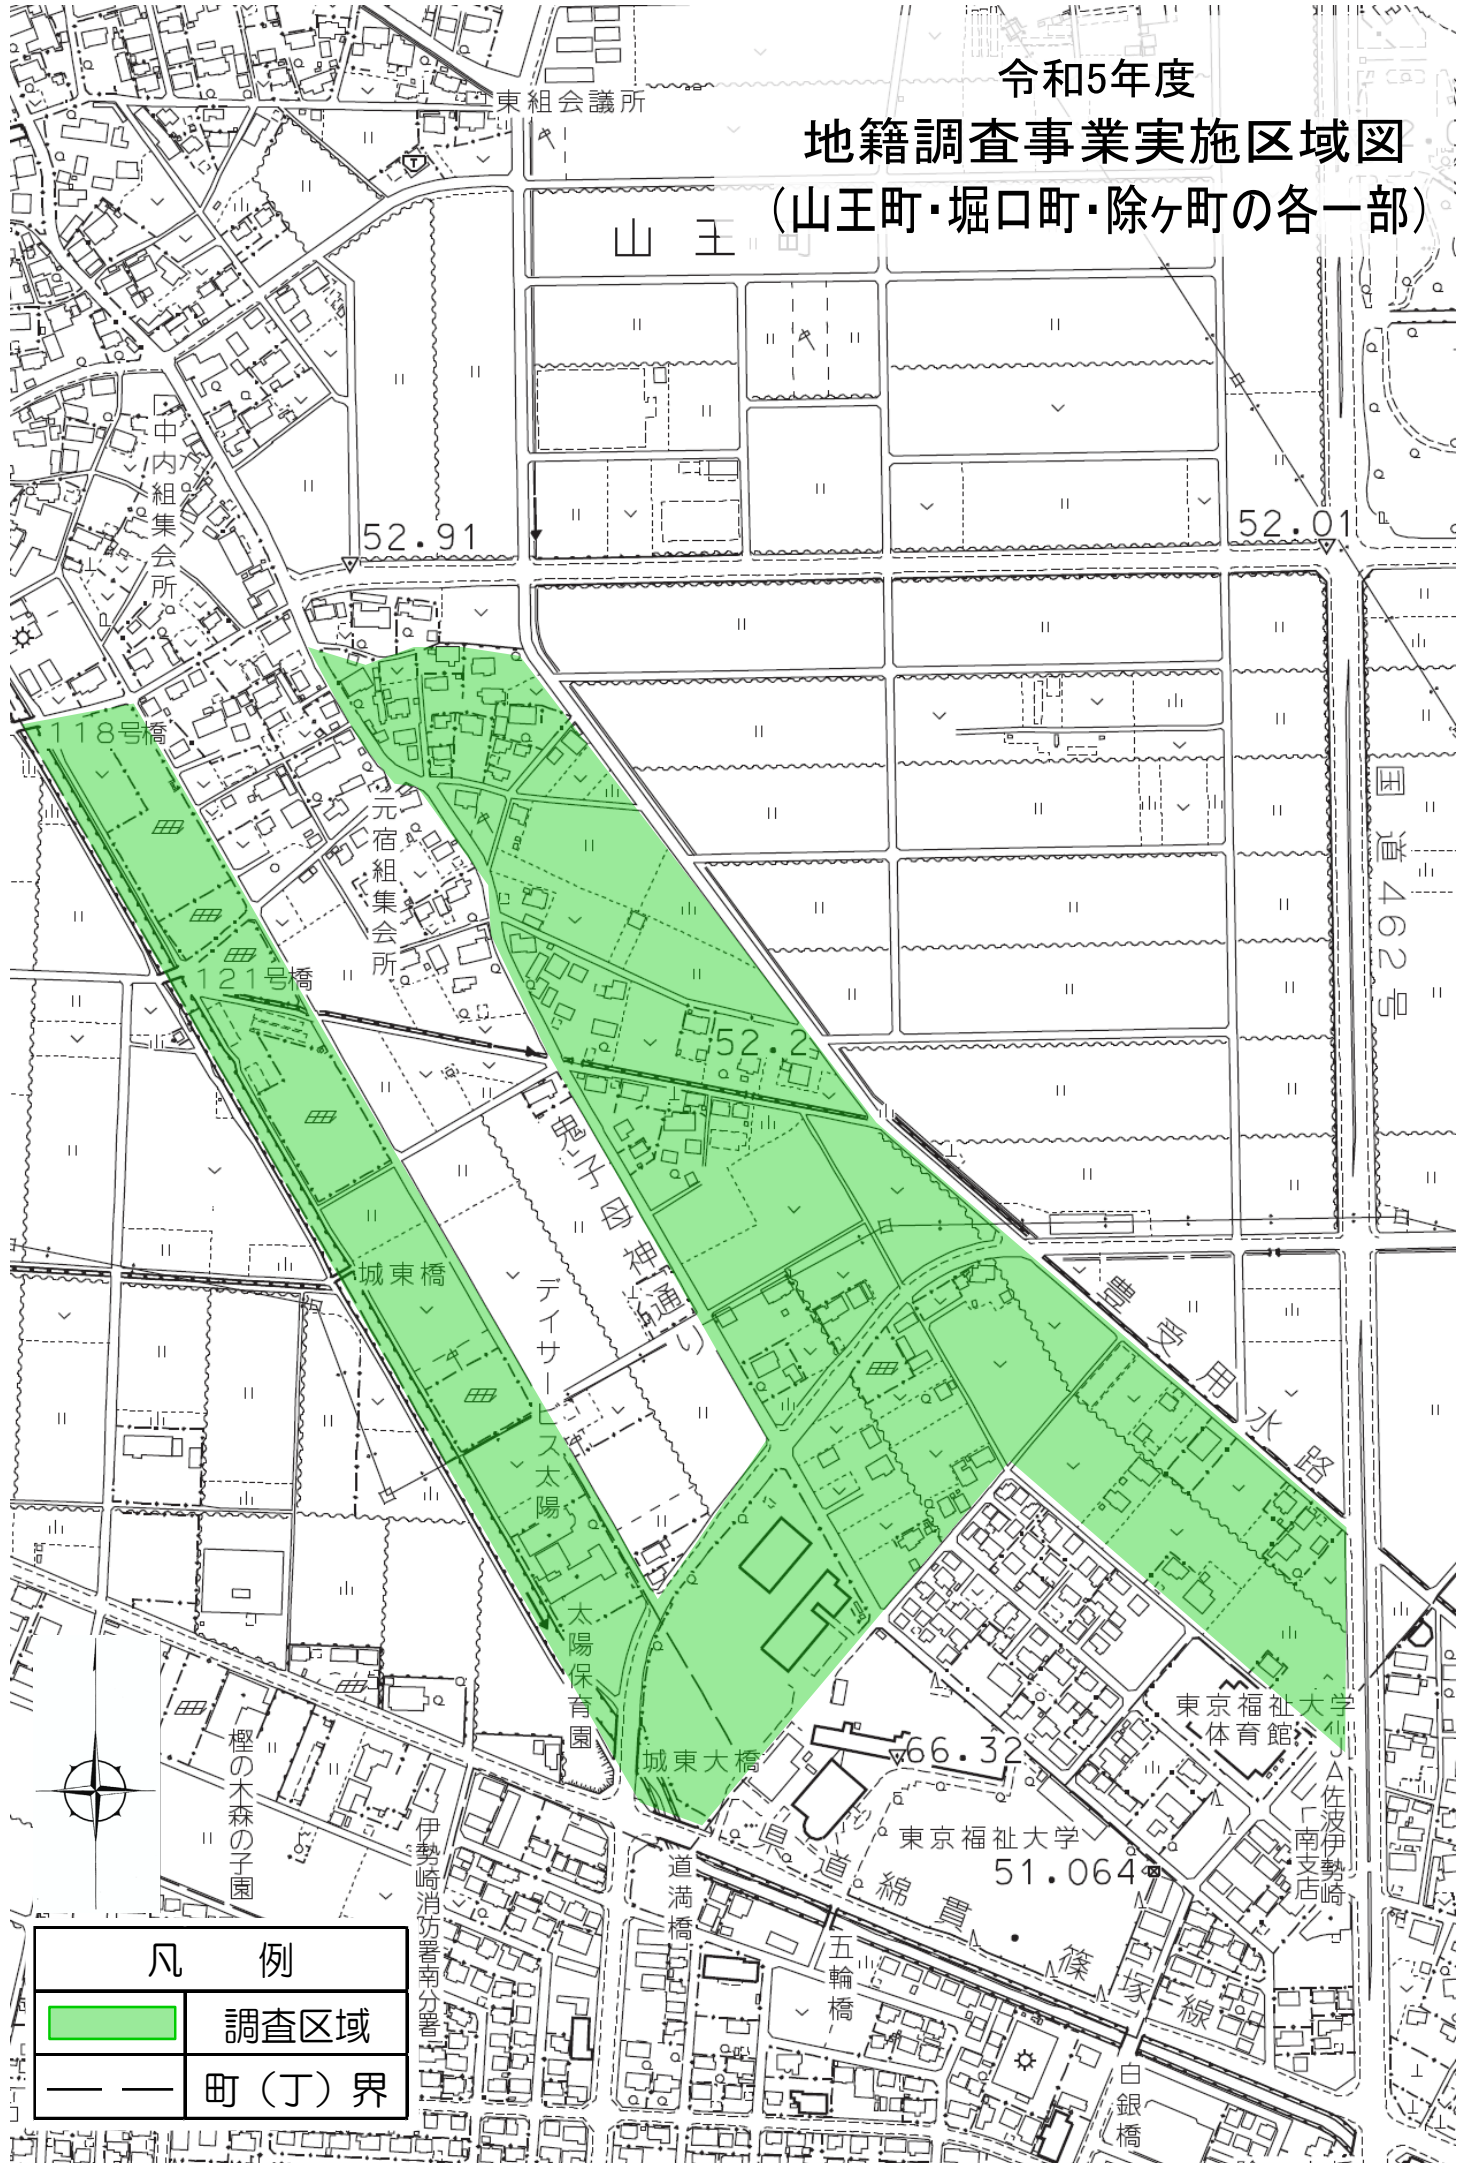 令和5年度
地籍調査事業実施区域図
(山王町・堀口町・除ヶ町の各一部)
東組会議所
山王町
中内組集会所
52.91
52.01
118号橋
元宿組集会所
国道462号
121号橋
52.2
鬼子母神通り
城東橋
デイサービス太陽
豊受用水路
太陽保育園
東京福祉大学
体育館
城東大橋
66.32
樫の木森の子園
JA佐波伊勢崎
南支店
東京福祉大学
51.064
伊勢崎消防署南分署
道満橋
県道綿貫篠塚線
五輪橋
白銀橋
凡例
調査区域
町（丁）界